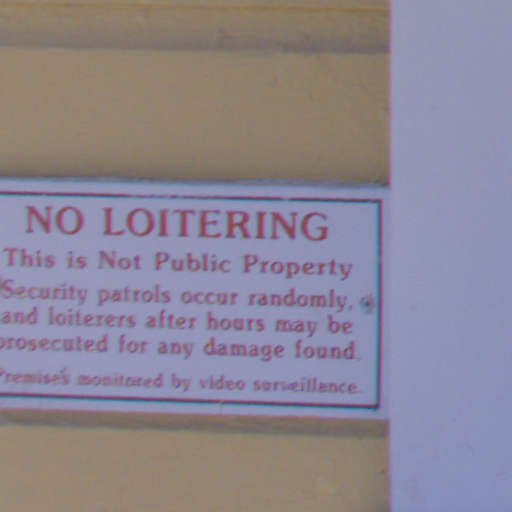 NO LOITERING
This is Not Public Property
Security patrols occur randomly,
and loiterers after hours may be
prosecuted for any damage found.
Premises monitored by video surveillance.